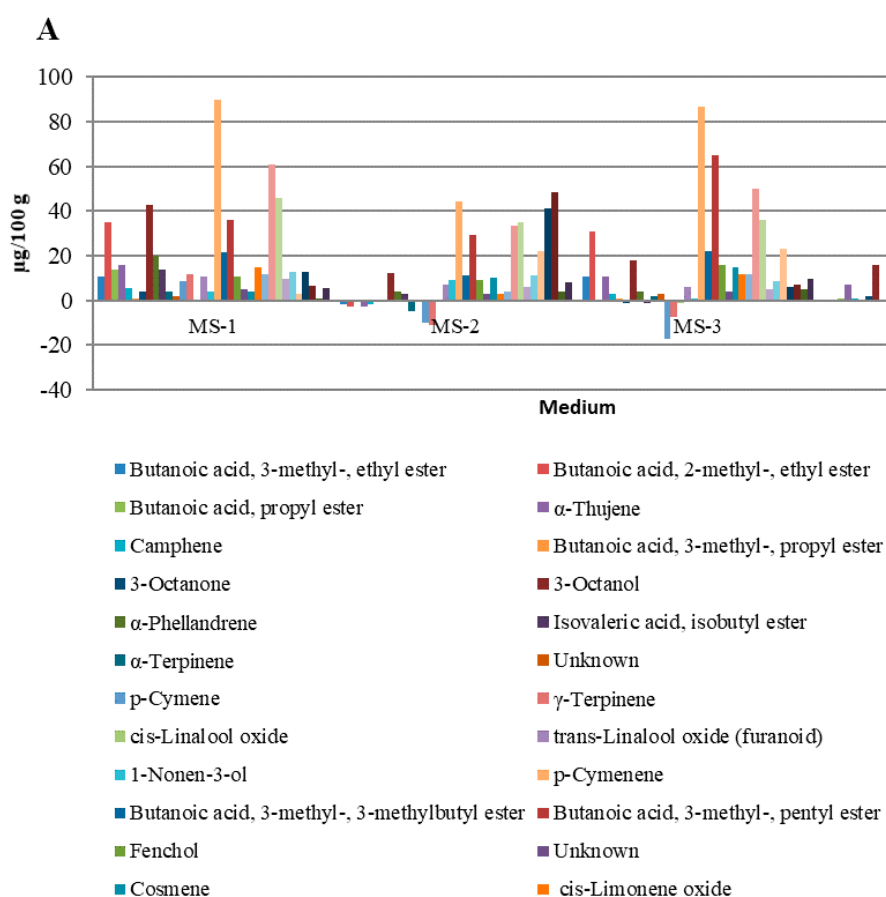 A
100
80
60
40
20
0
-20
-40
µg/100 g
MS-1 MS-2 MS-3
Medium
Butanoic acid, 3-methyl-, ethyl ester Butanoic acid, 2-methyl-, ethyl ester
Butanoic acid, propyl ester α-Thujene
Camphene Butanoic acid, 3-methyl-, propyl ester
3-Octanone 3-Octanol
α-Phellandrene Isovaleric acid, isobutyl ester
α-Terpinene Unknown
p-Cymene γ-Terpinene
cis-Linalool oxide trans-Linalool oxide (furanoid)
1-Nonen-3-ol p-Cymenene
Butanoic acid, 3-methyl-, 3-methylbutyl ester Butanoic acid, 3-methyl-, pentyl ester
Fenchol Unknown
Cosmene cis-Limonene oxide